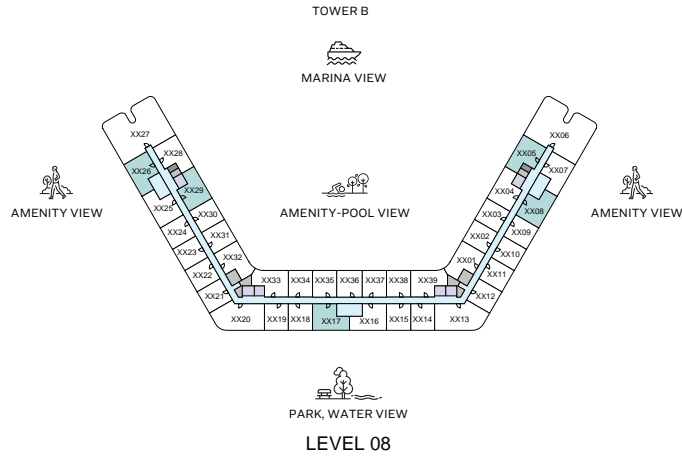 TOWER B
MARINA VIEW
XX27
XX06
XX28
XX05
XX26
XX07
XX29
XX04
AMENITY VIEW
AMENITY-POOL VIEW
AMENITY VIEW
XX25
XX30
XX03
XX08
XX24
XX31
XX02
XX09
XX23
XX32
XX01
XX10
XX22
XX33
XX34
XX35
XX36
XX37
XX38
XX39
XX11
XX21
XX12
XX20
XX19
XX18
XX17
XX16
XX15
XX14
XX13
PARK, WATER VIEW
LEVEL 08